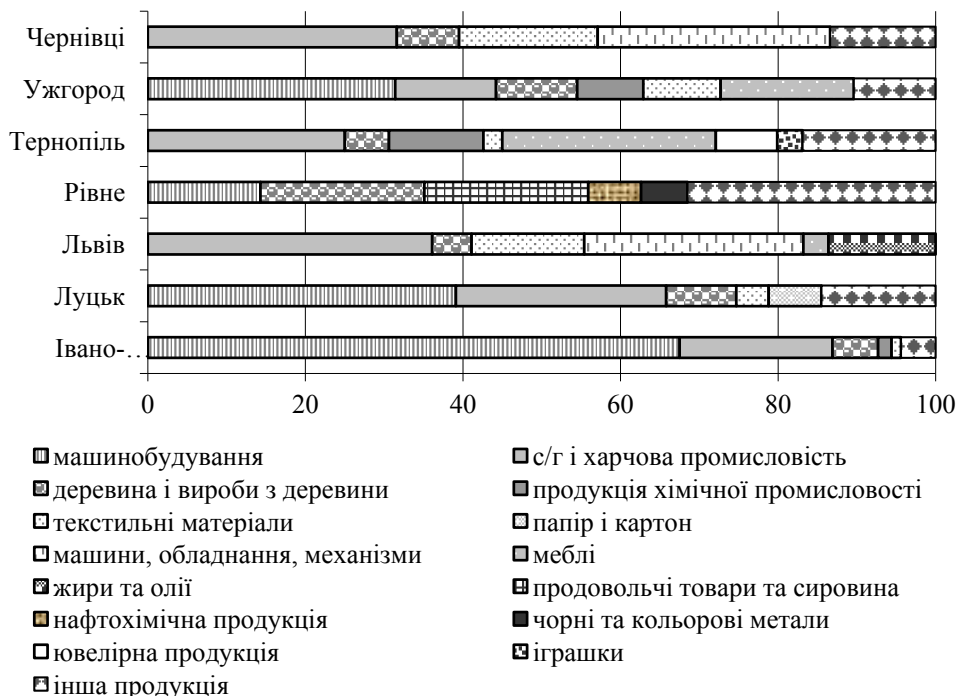 Чернівці
Ужгород
Тернопіль
Рівне
Львів
Луцьк
Івано-…
0 20 40 60 80 100
машинобудування
с/г і харчова промисловість
деревина і вироби з деревини
продукція хімічної промисловості
текстильні матеріали
папір і картон
машини, обладнання, механізми
меблі
жири та олії
продовольчі товари та сировина
нафтохімічна продукція
чорні та кольорові метали
ювелірна продукція
іграшки
інша продукція